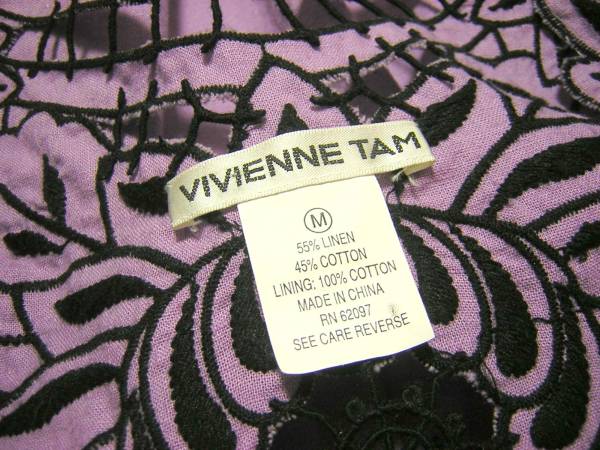 VIVIENNE TAM
M
55% LINEN
45% COTTON
LINING: 100% COTTON
MADE IN CHINA
RN 62097
SEE CARE REVERSE